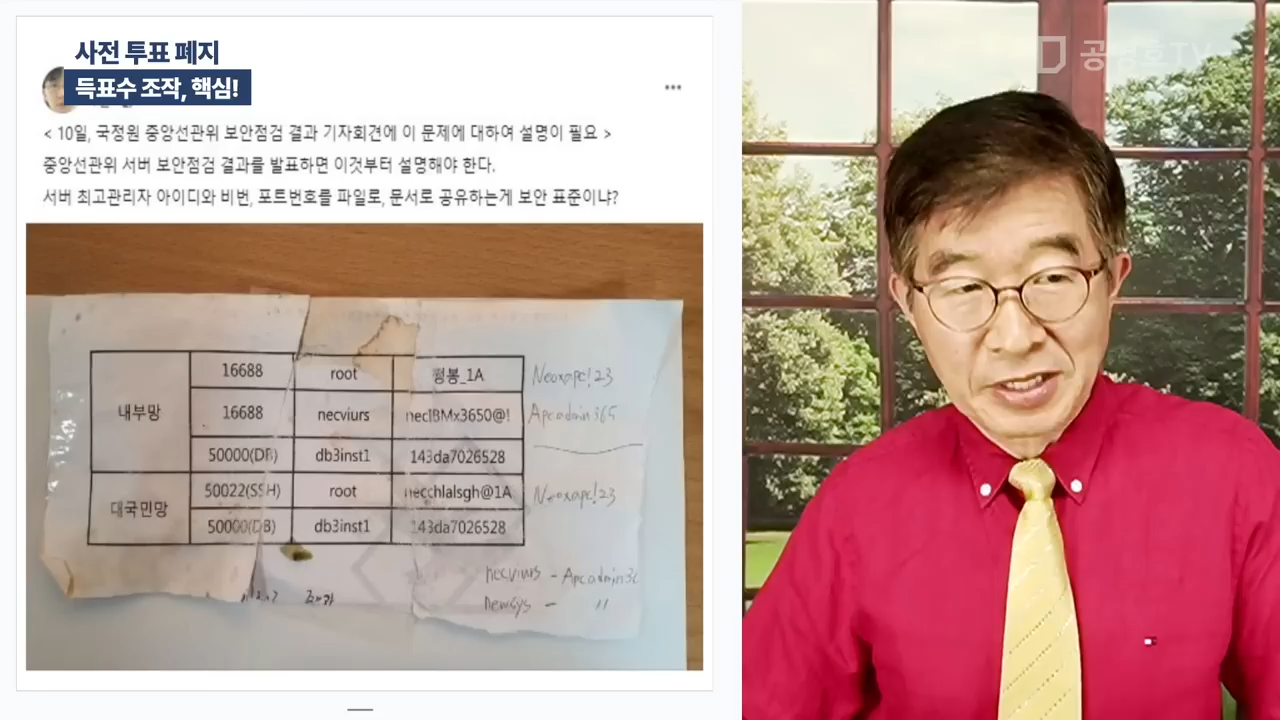 사전 투표 폐지
득표수 조작, 핵심!
공병호TV
< 10일, 국정원 중앙선관위 보안점검 결과 기자회견에 이 문제에 대하여 설명이 필요 >
중앙선관위 서버 보안점검 결과를 발표하면 이것부터 설명해야 한다.
서버 최고관리자 아이디와 비번, 포트번호를 파일로, 문서로 공유하는게 보안 표준이냐?
내부망
16688 root 형봉_1A Neoxapc!23
16688 necviurs necIBMx3650@! Apcadmin365
50000(DB) db3inst1 143da7026528
대국민망
50022(SSH) root necchlalsgh@1A Neoxapc!23
50000(DB) db3inst1 143da7026528
necviurs - Apcadmin36
newsys - "